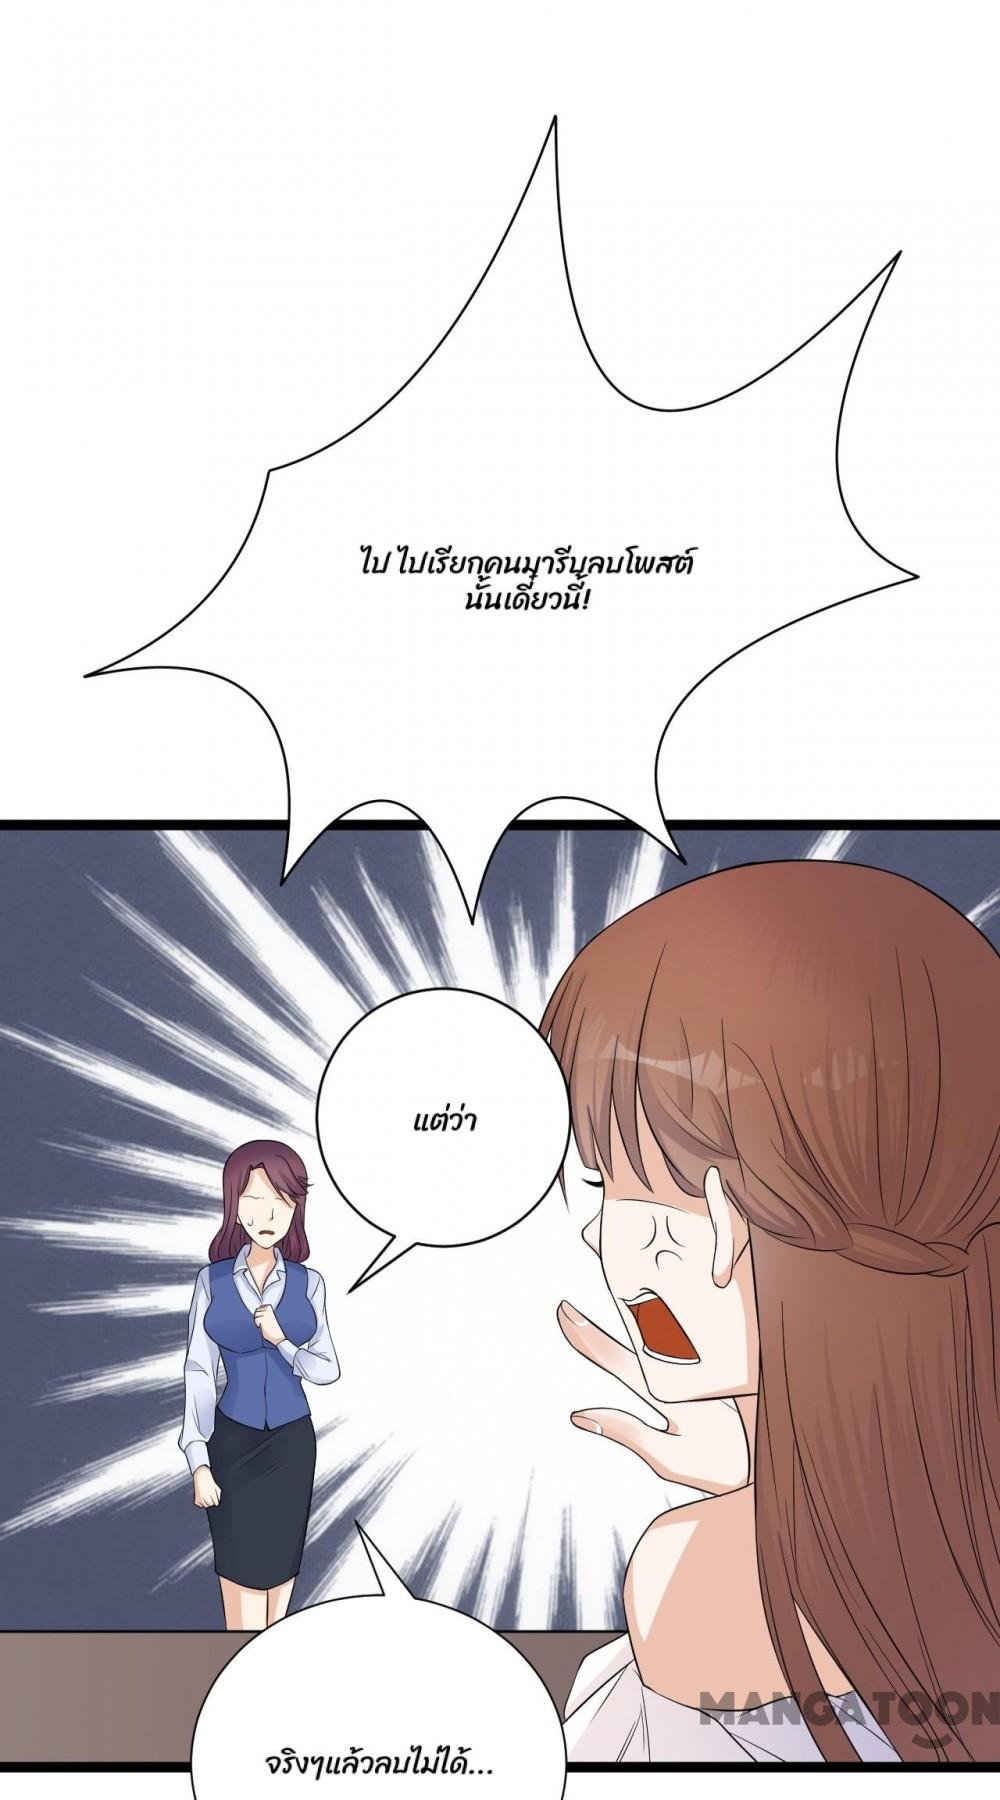 ไป ไปเรียกคนมารีบลบโพสต์
นั้นเดี๋ยวนี้!
แต่ว่า
MANGATOON
จริงๆแล้วลบไม่ได้...